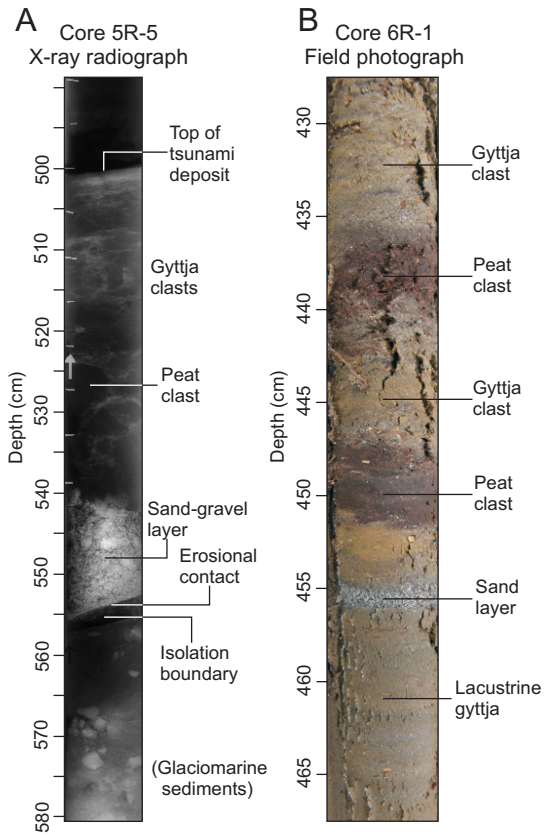 A
Core 5R-5
X-ray radiograph
Top of
tsunami
deposit
Gyttja
clasts
Peat
clast
Sand-gravel
layer
Erosional
contact
Isolation
boundary
(Glaciomarine
sediments)
Depth (cm)
500
510
520
530
540
550
560
570
580
B
Core 6R-1
Field photograph
Gyttja
clast
Peat
clast
Gyttja
clast
Peat
clast
Sand
layer
Lacustrine
gyttja
Depth (cm)
430
435
440
445
450
455
460
465